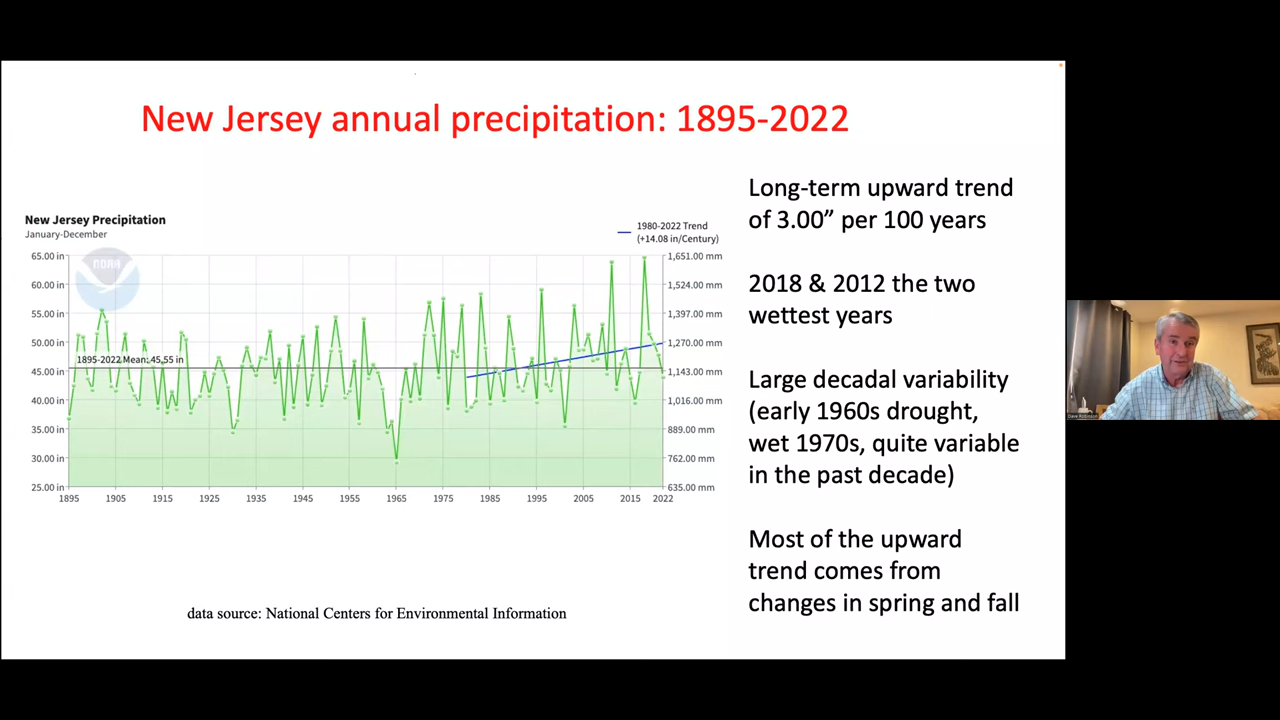 New Jersey annual precipitation: 1895-2022
New Jersey Precipitation
January-December
1980-2022 Trend
(+14.08 in/Century)
NOAA
65.00 in
60.00 in
55.00 in
50.00 in
45.00 in
40.00 in
35.00 in
30.00 in
25.00 in
1895-2022 Mean: 45.55 in
1,651.00 mm
1,524.00 mm
1,397.00 mm
1,270.00 mm
1,143.00 mm
1,016.00 mm
889.00 mm
762.00 mm
635.00 mm
1895 1905 1915 1925 1935 1945 1955 1965 1975 1985 1995 2005 2015 2022
data source: National Centers for Environmental Information
Long-term upward trend
of 3.00” per 100 years
2018 & 2012 the two
wettest years
Large decadal variability
(early 1960s drought,
wet 1970s, quite variable
in the past decade)
Most of the upward
trend comes from
changes in spring and fall
Dave Robinson